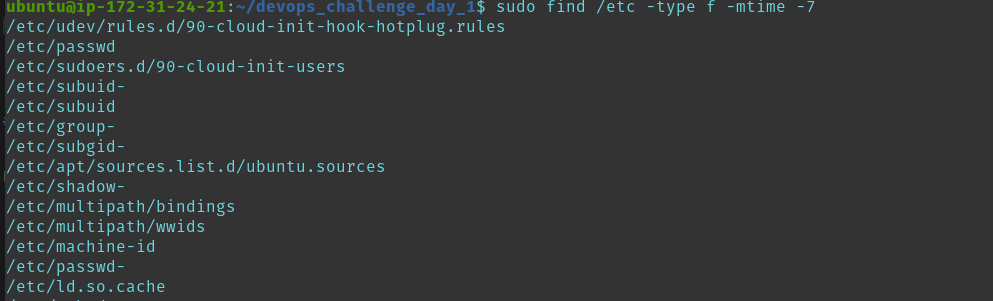 ubuntu@ip-172-31-24-21:~/devops_challenge_day_1$ sudo find /etc -type f -mtime -7
/etc/udev/rules.d/90-cloud-init-hook-hotplug.rules
/etc/passwd
/etc/sudoers.d/90-cloud-init-users
/etc/subuid-
/etc/subuid
/etc/group-
/etc/subgid-
/etc/apt/sources.list.d/ubuntu.sources
/etc/shadow-
/etc/multipath/bindings
/etc/multipath/wwids
/etc/machine-id
/etc/passwd-
/etc/ld.so.cache